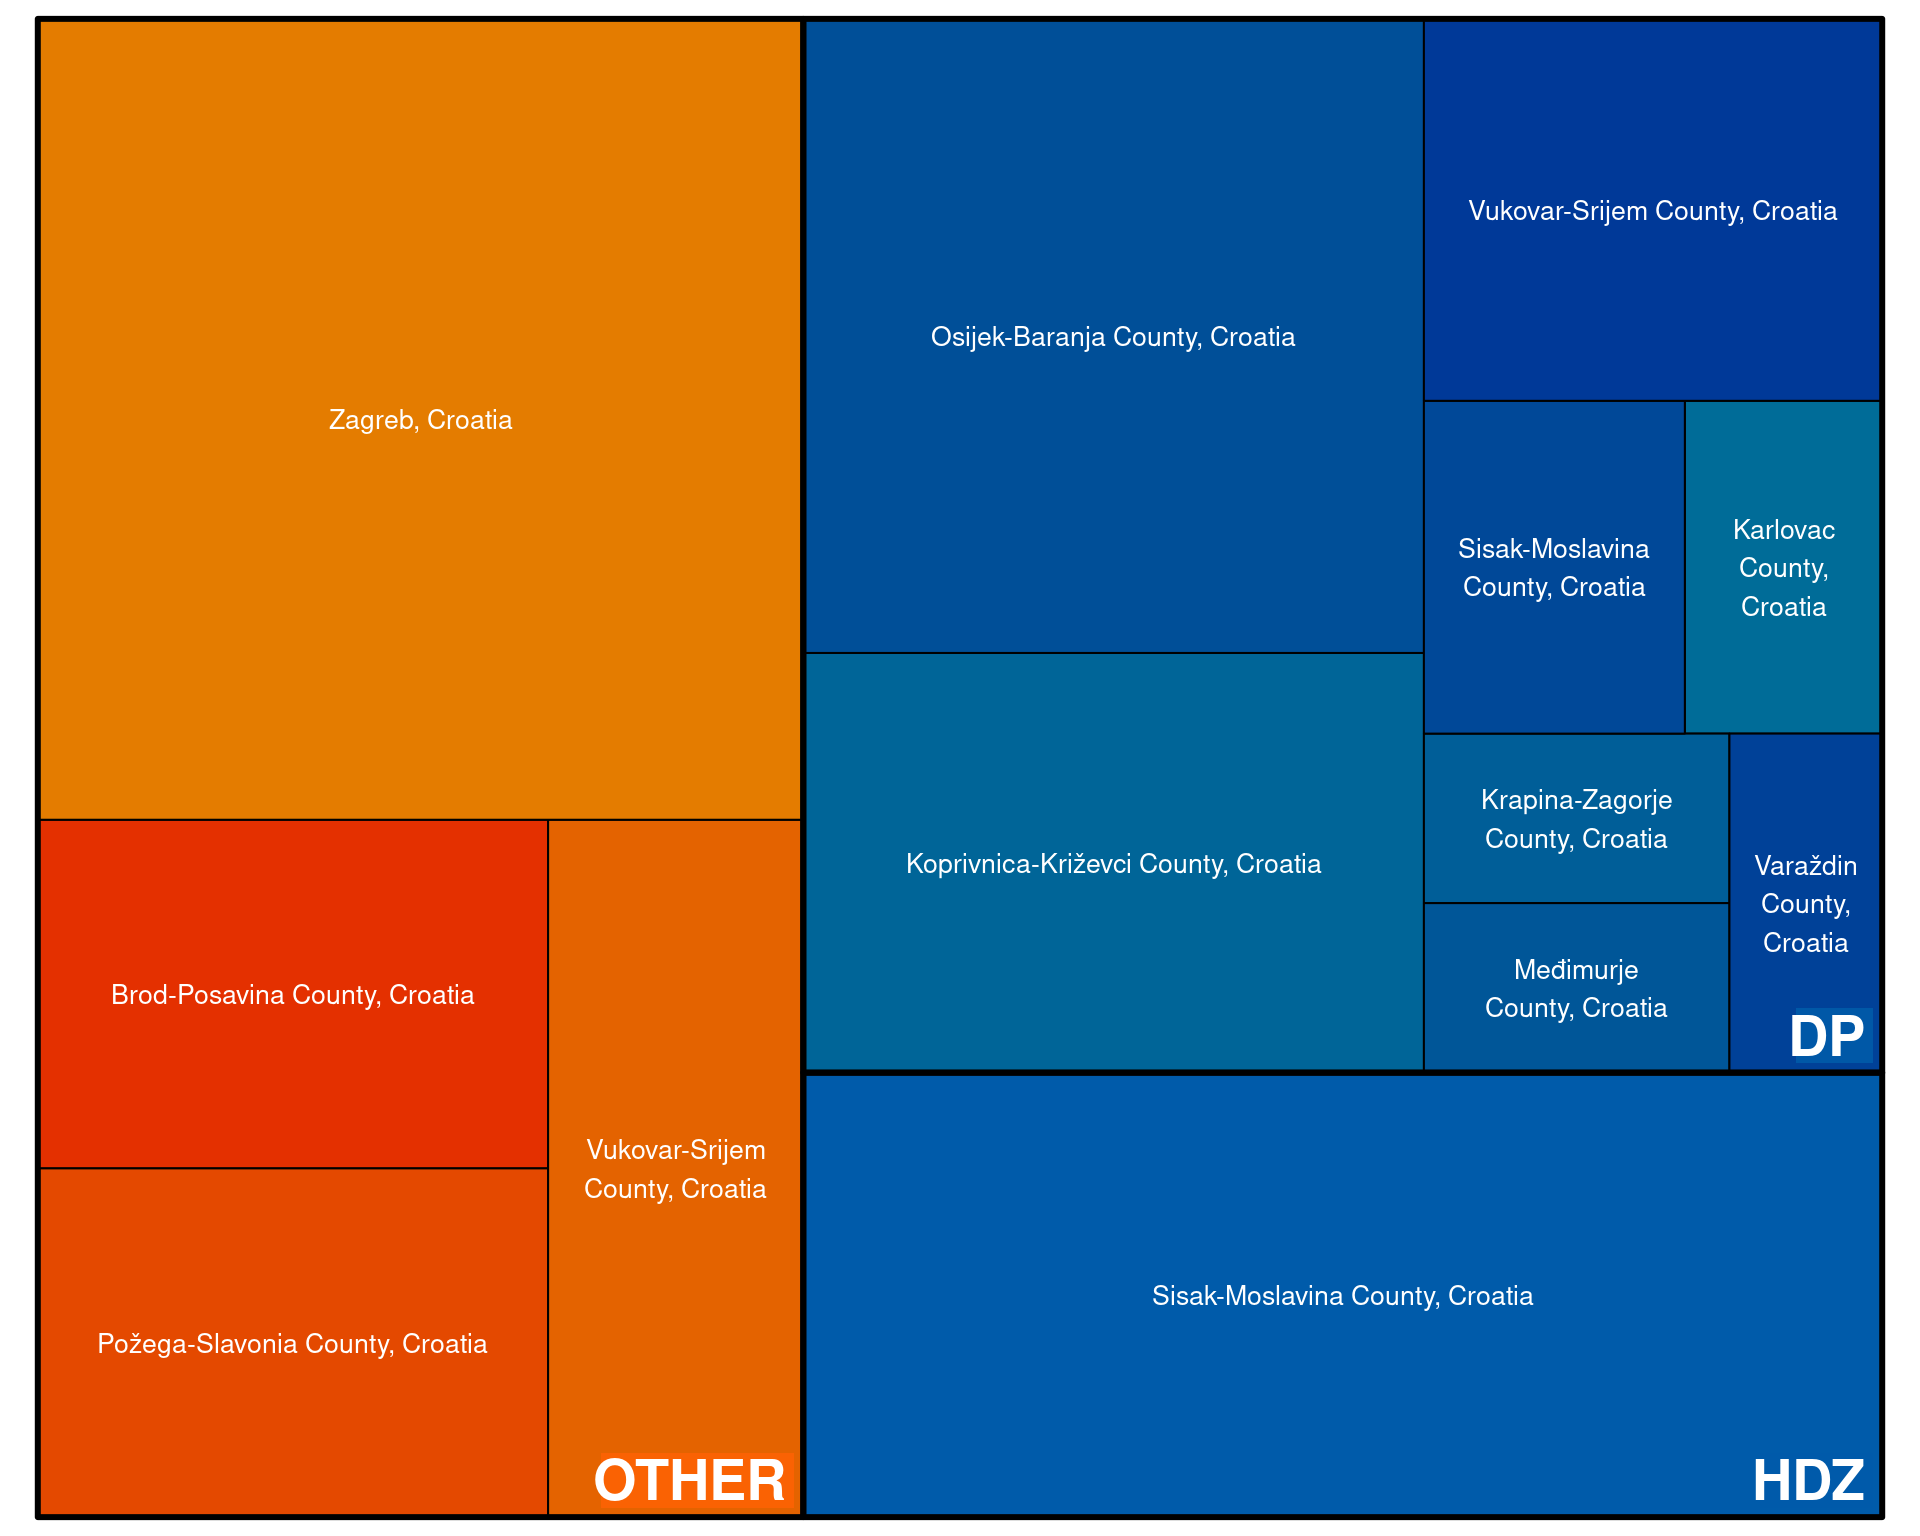 Zagreb, Croatia
Brod-Posavina County, Croatia
Požega-Slavonia County, Croatia
Vukovar-Srijem
County, Croatia
OTHER
Osijek-Baranja County, Croatia
Koprivnica-Križevci County, Croatia
Vukovar-Srijem County, Croatia
Sisak-Moslavina
County, Croatia
Karlovac
County,
Croatia
Krapina-Zagorje
County, Croatia
Međimurje
County, Croatia
Varaždin
County,
Croatia
DP
Sisak-Moslavina County, Croatia
HDZ